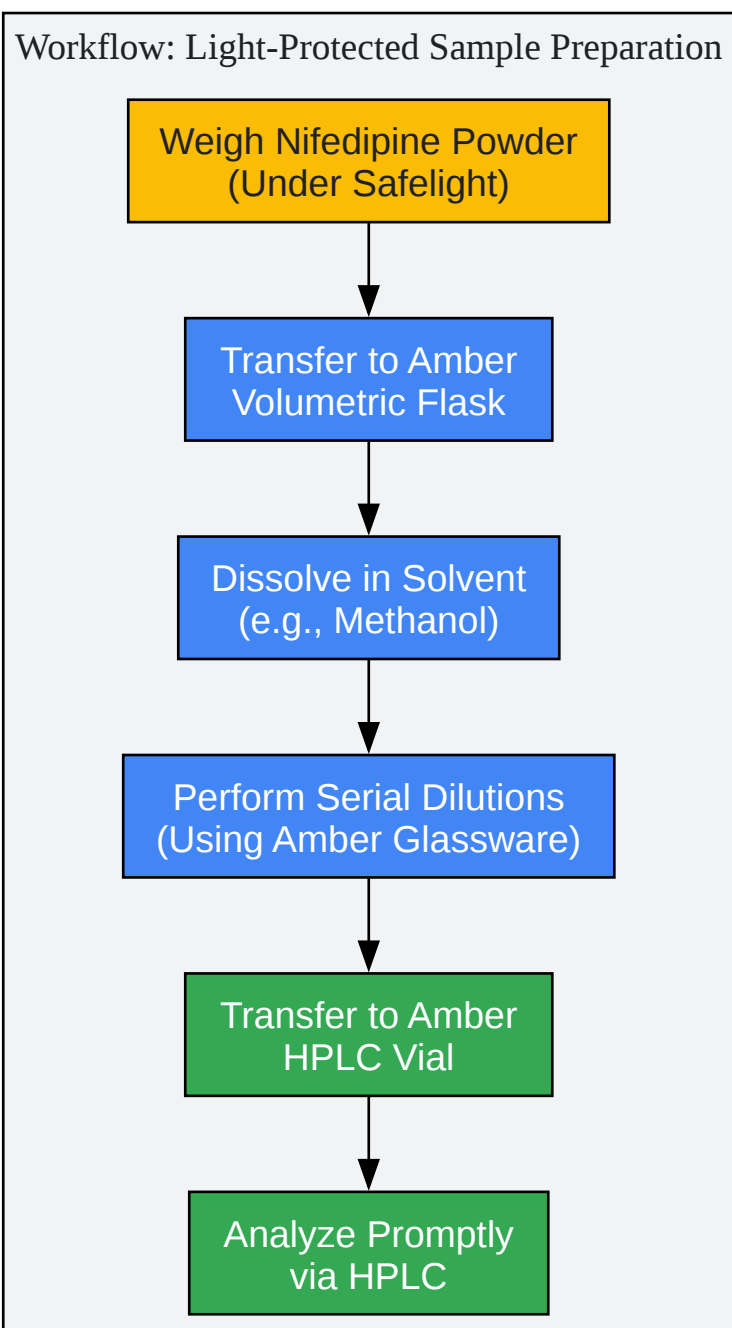 Workflow: Light-Protected Sample Preparation
Weigh Nifedipine Powder
(Under Safelight)
Transfer to Amber
Volumetric Flask
Dissolve in Solvent
(e.g., Methanol)
Perform Serial Dilutions
(Using Amber Glassware)
Transfer to Amber
HPLC Vial
Analyze Promptly
via HPLC